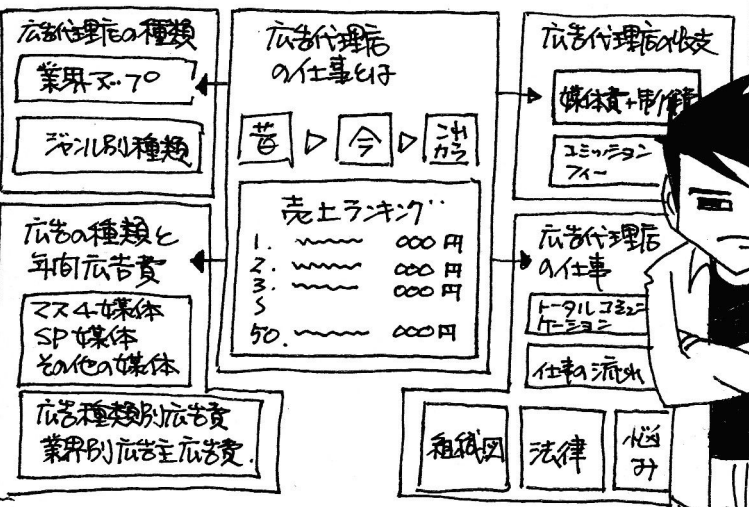 広告代理店の種類
業界マップ
ジャンル別種類
広告代理店
の仕事とは
昔 ▷ 今 ▷ これ
から
売上ランキング
1. 〰 000円
2. 〰 000円
3. 〰 000円
〜
50. 〰 000円
広告代理店の収支
媒体費+制作費
コミッション
フィー
広告の種類と
年間広告費
マス4媒体
SP媒体
その他の媒体
広告種類別広告費
業界別広告主広告費.
広告代理店
の仕事
トータルコミュニ
ケーション
仕事の流れ
組織図
法律
悩
み